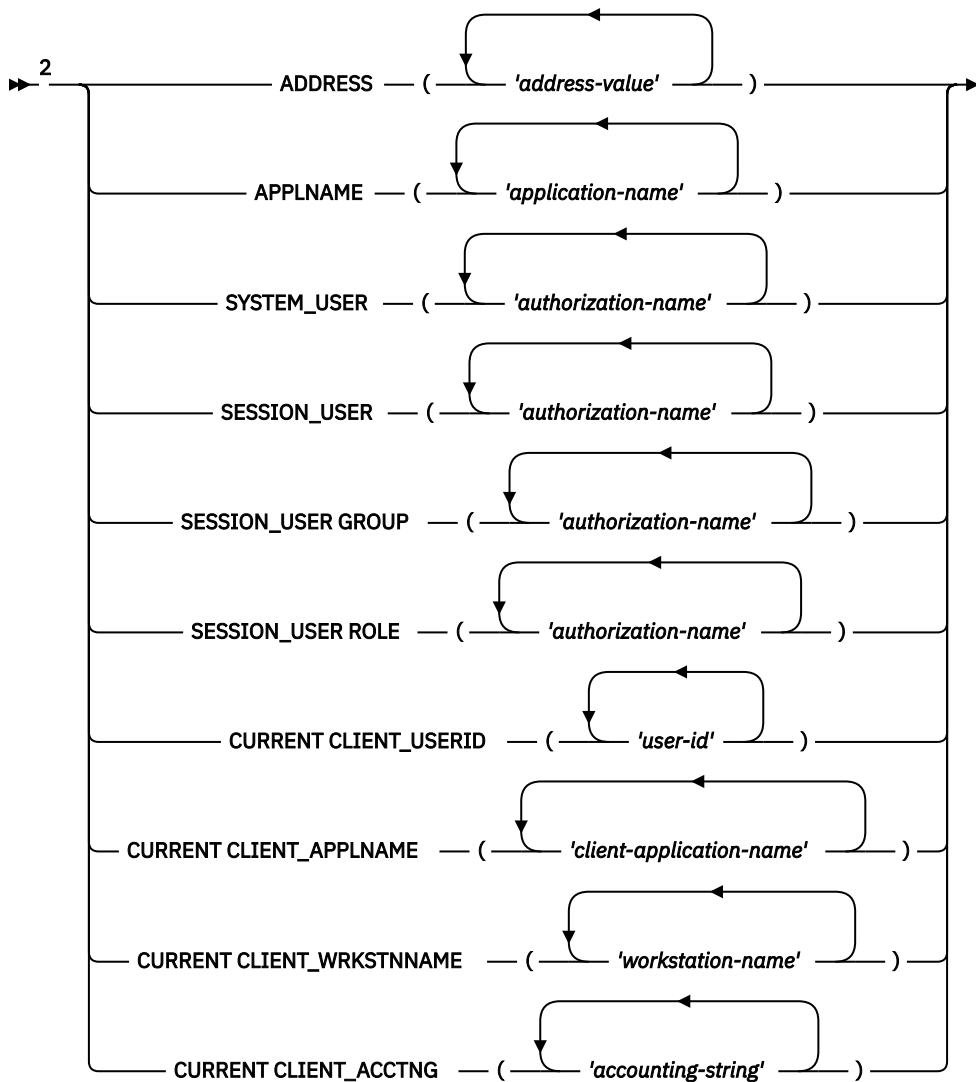 2
ADDRESS ( 'address-value' )
APPLNAME ( 'application-name' )
SYSTEM_USER ( 'authorization-name' )
SESSION_USER ( 'authorization-name' )
SESSION_USER GROUP ( 'authorization-name' )
SESSION_USER ROLE ( 'authorization-name' )
CURRENT CLIENT_USERID ( 'user-id' )
CURRENT CLIENT_APPLNAME ( 'client-application-name' )
CURRENT CLIENT_WRKSTNNAME ( 'workstation-name' )
CURRENT CLIENT_ACCTNG ( 'accounting-string' )